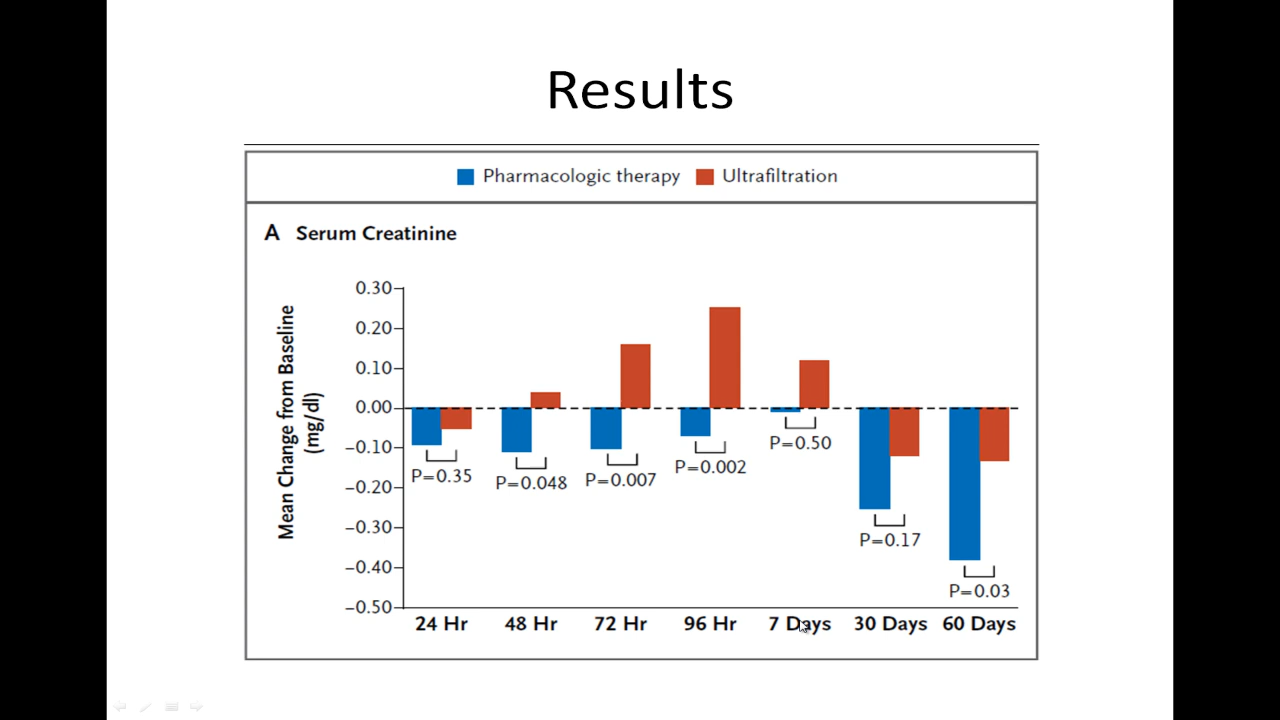 Results
Pharmacologic therapy Ultrafiltration
A Serum Creatinine
Mean Change from Baseline
(mg/dl)
0.30
0.20
0.10
0.00
−0.10
−0.20
−0.30
−0.40
−0.50
P=0.35
P=0.048
P=0.007
P=0.002
P=0.50
P=0.17
P=0.03
24 Hr 48 Hr 72 Hr 96 Hr 7 Days 30 Days 60 Days